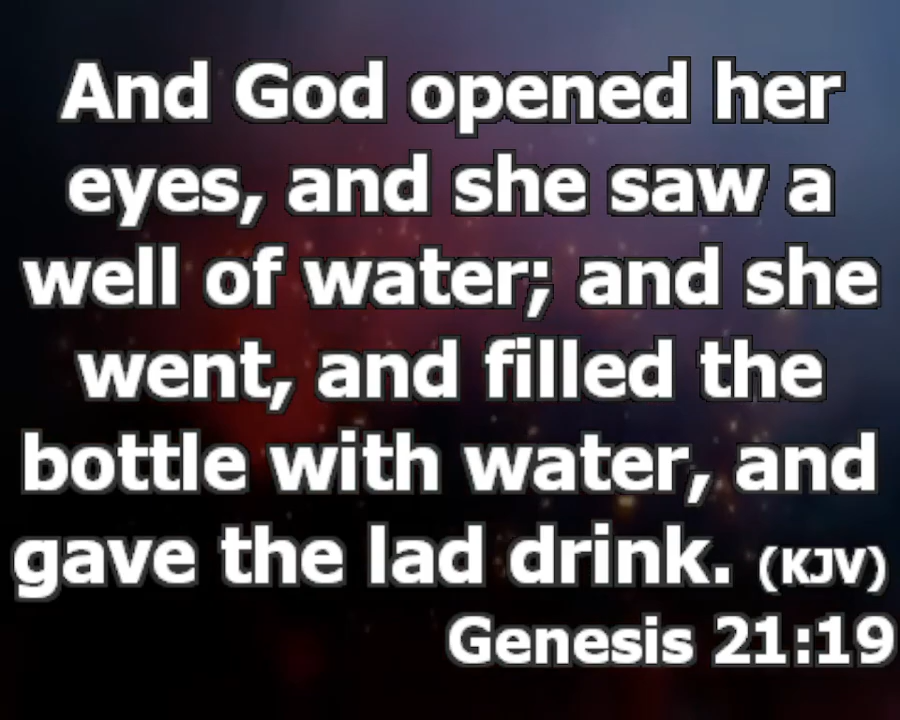 And God opened her
eyes, and she saw a
well of water; and she
went, and filled the
bottle with water, and
gave the lad drink. (KJV)
Genesis 21:19